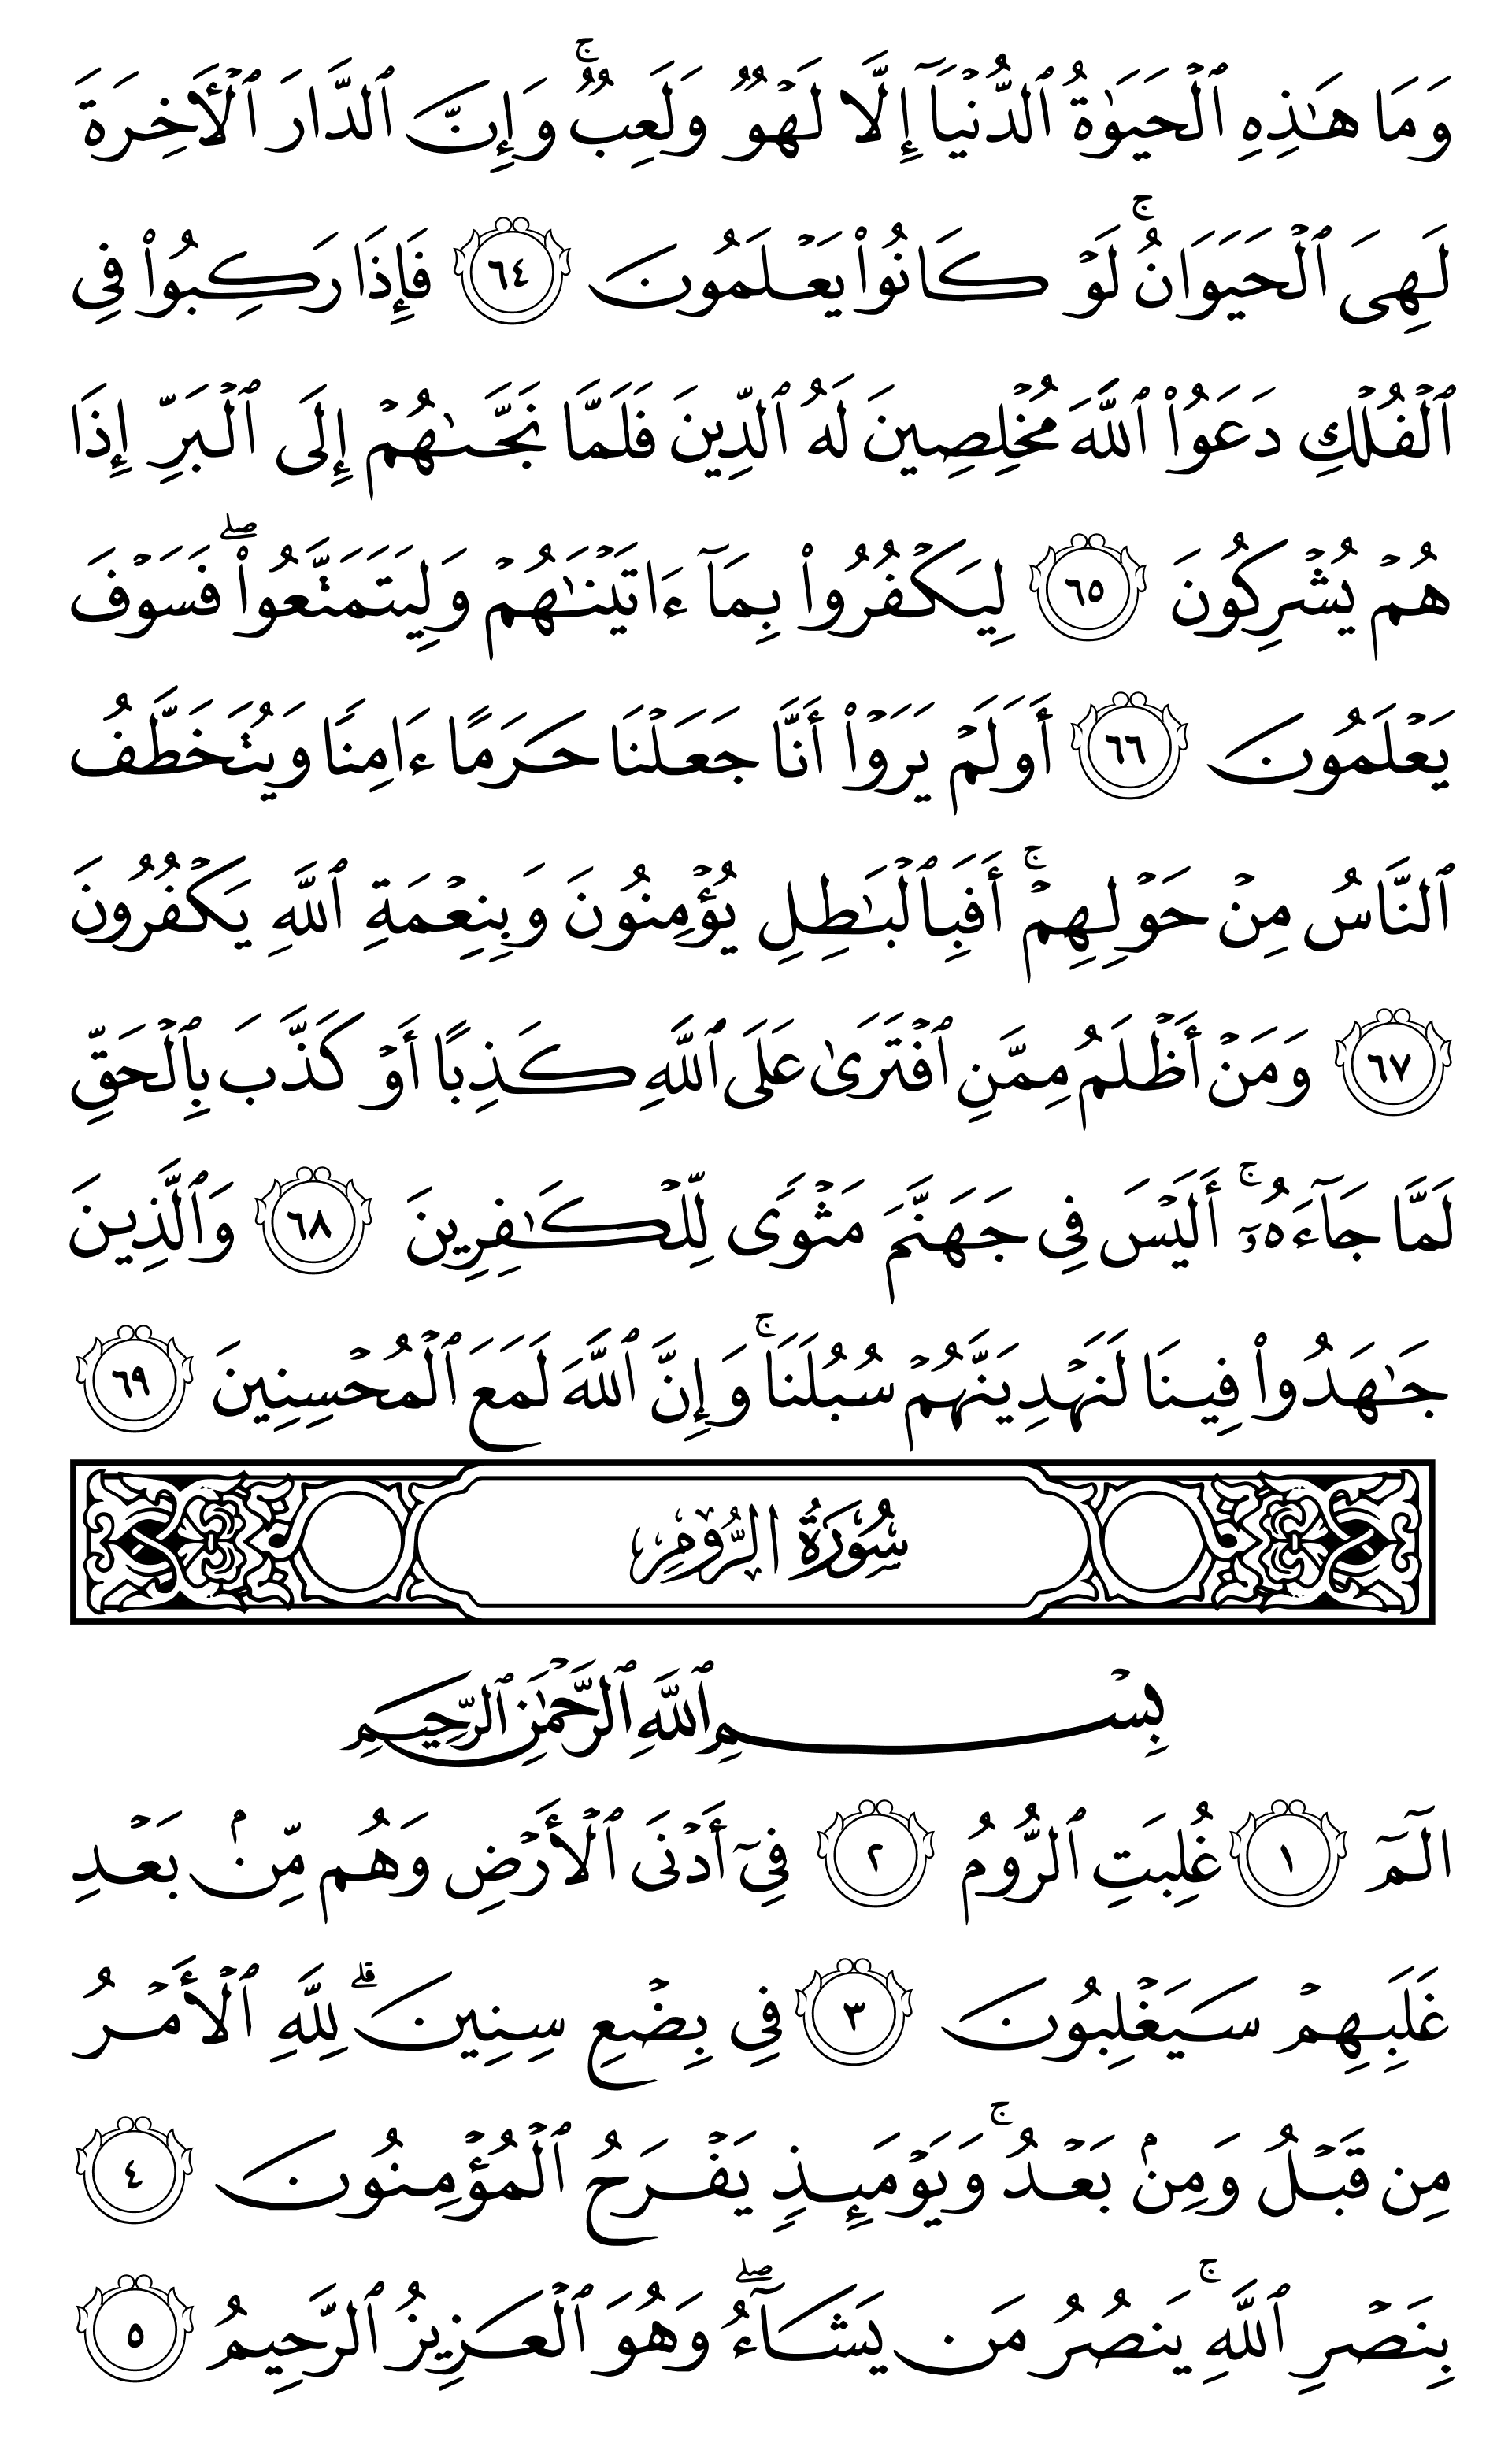 وَمَا هَـٰذِهِ ٱلْحَيَوٰةُ ٱلدُّنْيَآ إِلَّا لَهْوٌ وَلَعِبٌ ۚ وَإِنَّ ٱلدَّارَ ٱلْأَخِرَةَ
لَهِىَ ٱلْحَيَوَانُ ۚ لَوْ كَانُوا۟ يَعْلَمُونَ ٦٤ فَإِذَا رَكِبُوا۟ فِى
ٱلْفُلْكِ دَعَوُا۟ ٱللَّهَ مُخْلِصِينَ لَهُ ٱلدِّينَ فَلَمَّا نَجَّىٰهُمْ إِلَى ٱلْبَرِّ إِذَا
هُمْ يُشْرِكُونَ ٦٥ لِيَكْفُرُوا۟ بِمَآ ءَاتَيْنَـٰهُمْ وَلِيَتَمَتَّعُوا۟ ۖ فَسَوْفَ
يَعْلَمُونَ ٦٦ أَوَلَمْ يَرَوْا۟ أَنَّا جَعَلْنَا حَرَمًا ءَامِنًا وَيُتَخَطَّفُ
ٱلنَّاسُ مِنْ حَوْلِهِمْ ۚ أَفَبِٱلْبَـٰطِلِ يُؤْمِنُونَ وَبِنِعْمَةِ ٱللَّهِ يَكْفُرُونَ
٦٧ وَمَنْ أَظْلَمُ مِمَّنِ ٱفْتَرَىٰ عَلَى ٱللَّهِ كَذِبًا أَوْ كَذَّبَ بِٱلْحَقِّ
لَمَّا جَآءَهُۥٓ ۚ أَلَيْسَ فِى جَهَنَّمَ مَثْوًى لِّلْكَـٰفِرِينَ ٦٨ وَٱلَّذِينَ
جَـٰهَدُوا۟ فِينَا لَنَهْدِيَنَّهُمْ سُبُلَنَا ۚ وَإِنَّ ٱللَّهَ لَمَعَ ٱلْمُحْسِنِينَ ٦٩
سُورَةُ الرُّومِ
بِسْمِ ٱللَّهِ ٱلرَّحْمَـٰنِ ٱلرَّحِيمِ
الٓمٓ ١ غُلِبَتِ ٱلرُّومُ ٢ فِىٓ أَدْنَى ٱلْأَرْضِ وَهُم مِّنۢ بَعْدِ
غَلَبِهِمْ سَيَغْلِبُونَ ٣ فِى بِضْعِ سِنِينَ ۗ لِلَّهِ ٱلْأَمْرُ
مِن قَبْلُ وَمِنۢ بَعْدُ ۚ وَيَوْمَئِذٍ يَفْرَحُ ٱلْمُؤْمِنُونَ ٤
بِنَصْرِ ٱللَّهِ ۚ يَنصُرُ مَن يَشَآءُ ۖ وَهُوَ ٱلْعَزِيزُ ٱلرَّحِيمُ ٥